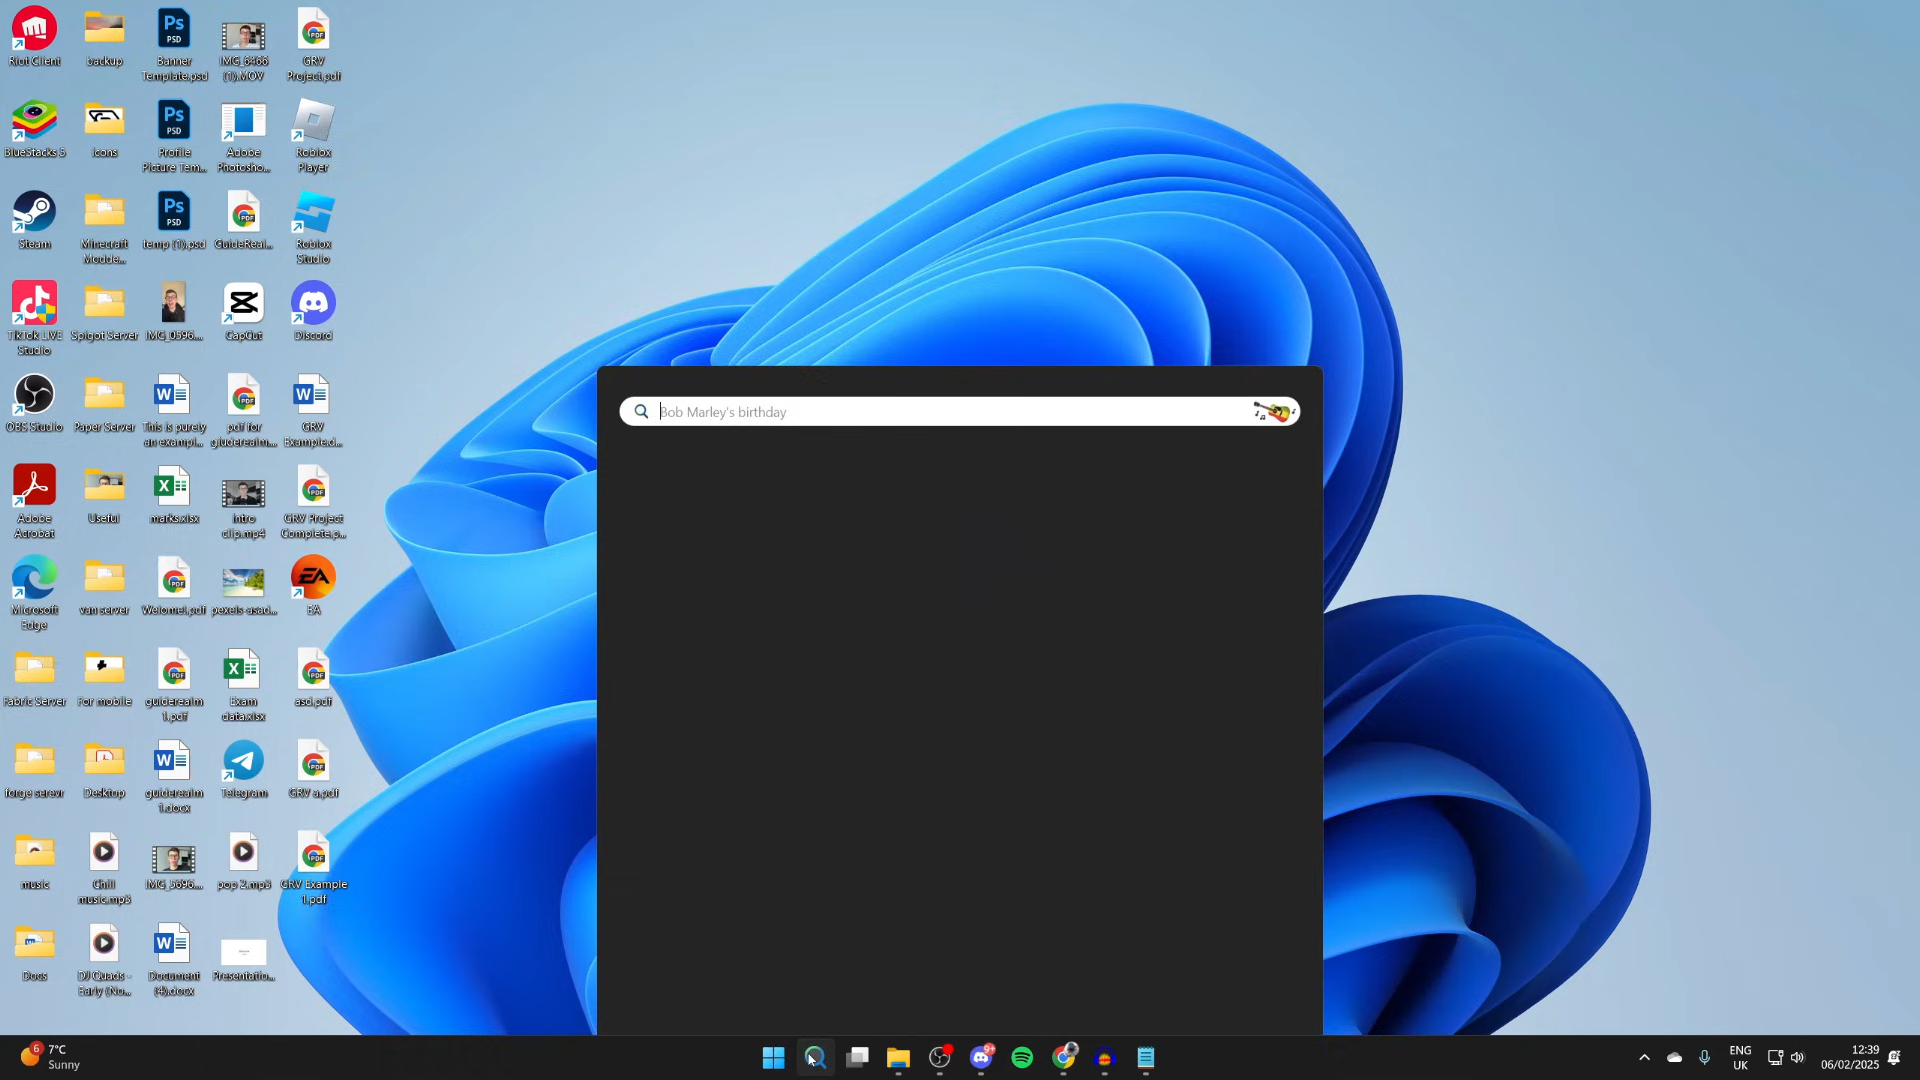 Riot Client
backup
Banner
Template.psd
IMG_6466
(1).MOV
GRV
Project.pdf
BlueStacks 5
icons
Profile
Picture Tem...
Adobe
Photosho...
Roblox
Player
Steam
Minecraft
Modde...
temp (1).psd
GuideReal...
Roblox
Studio
TikTok LIVE
Studio
Spigot Server
IMG_0596...
CapCut
Discord
OBS Studio
Paper Server
This is purely
an exampl...
pdf for
giuderealm...
GRV
Example.d...
Adobe
Acrobat
Useful
marks.xlsx
intro
clip.mp4
GRV Project
Complete.p...
Microsoft
Edge
van server
Welomei.pdf
pexels-asad...
EA
Fabric Server
For mobile
guiderealm
1.pdf
Exam
data.xlsx
asd.pdf
forge serevr
Desktop
guiderealm
1.docx
Telegram
GRV a.pdf
music
Chill
music.mp3
IMG_5696...
pop 2.mp3
GRV Example
1.pdf
Docs
DJ Quads -
Early (No...
Document
(4).docx
Presentatio...
Bob Marley's birthday
6
7°C
Sunny
9+
ENG
UK
12:39
06/02/2025